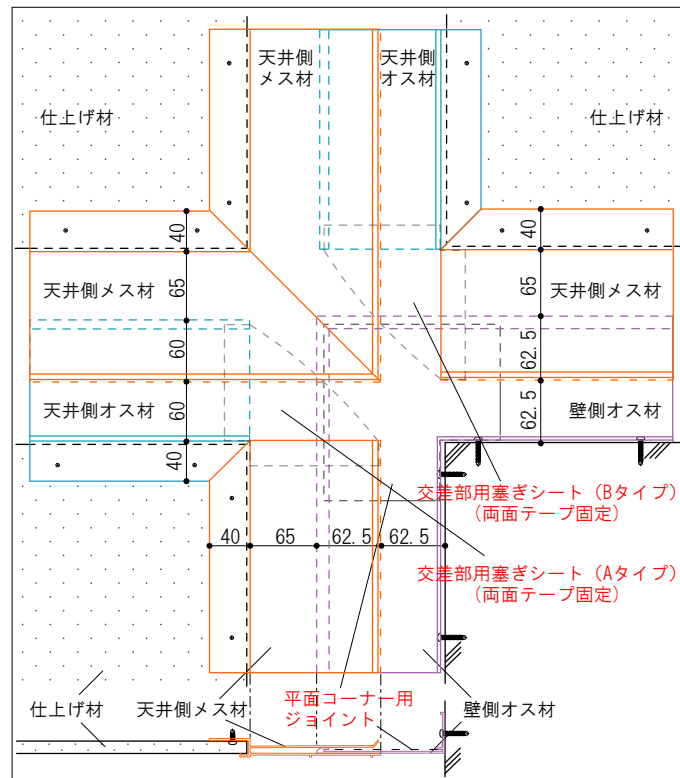 天井側
メス材
天井側
オス材
仕上げ材
仕上げ材
40
65
60
60
40
40
65
62.5
62.5
天井側メス材
天井側メス材
天井側オス材
壁側オス材
交差部用塞ぎシート（Bタイプ）
（両面テープ固定）
40
65
62.5
62.5
交差部用塞ぎシート（Aタイプ）
（両面テープ固定）
仕上げ材
天井側メス材
平面コーナー用
ジョイント
壁側オス材